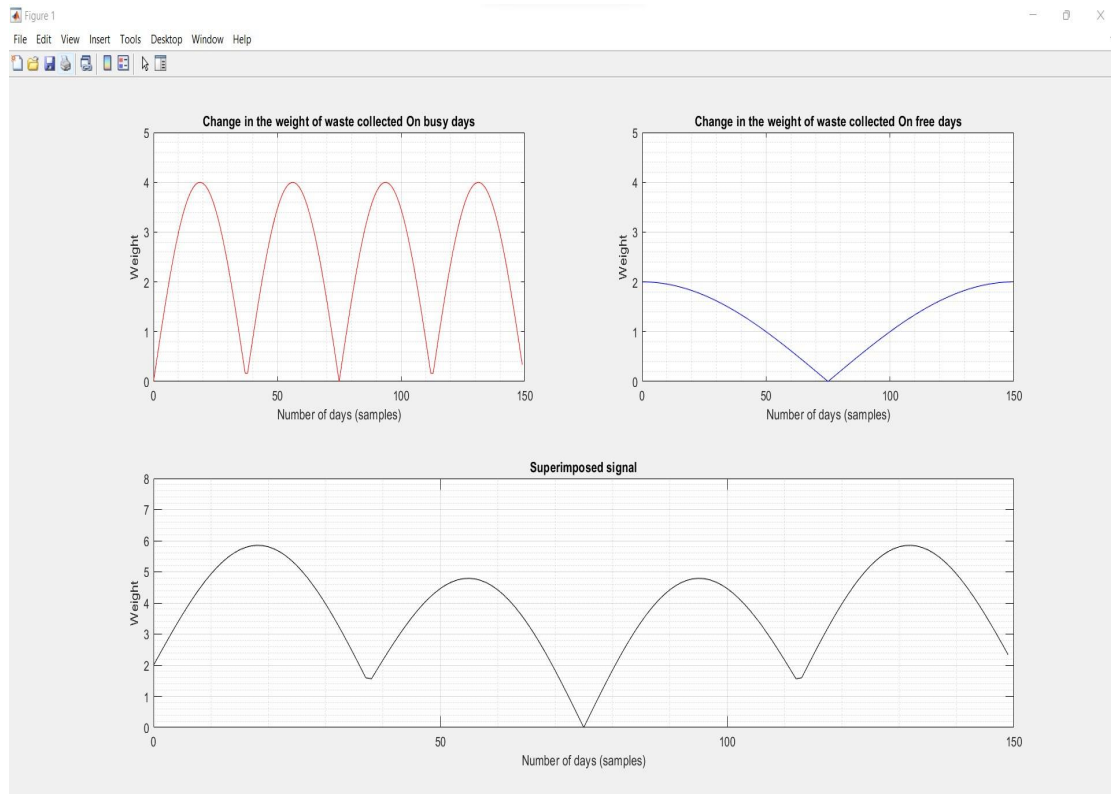 Figure 1
File Edit View Insert Tools Desktop Window Help
Change in the weight of waste collected On busy days
5
4
3
2
1
0
Weight
0 50 100 150
Number of days (samples)
Change in the weight of waste collected On free days
5
4
3
2
1
0
Weight
0 50 100 150
Number of days (samples)
Superimposed signal
8
7
6
5
4
3
2
1
0
Weight
0 50 100 150
Number of days (samples)